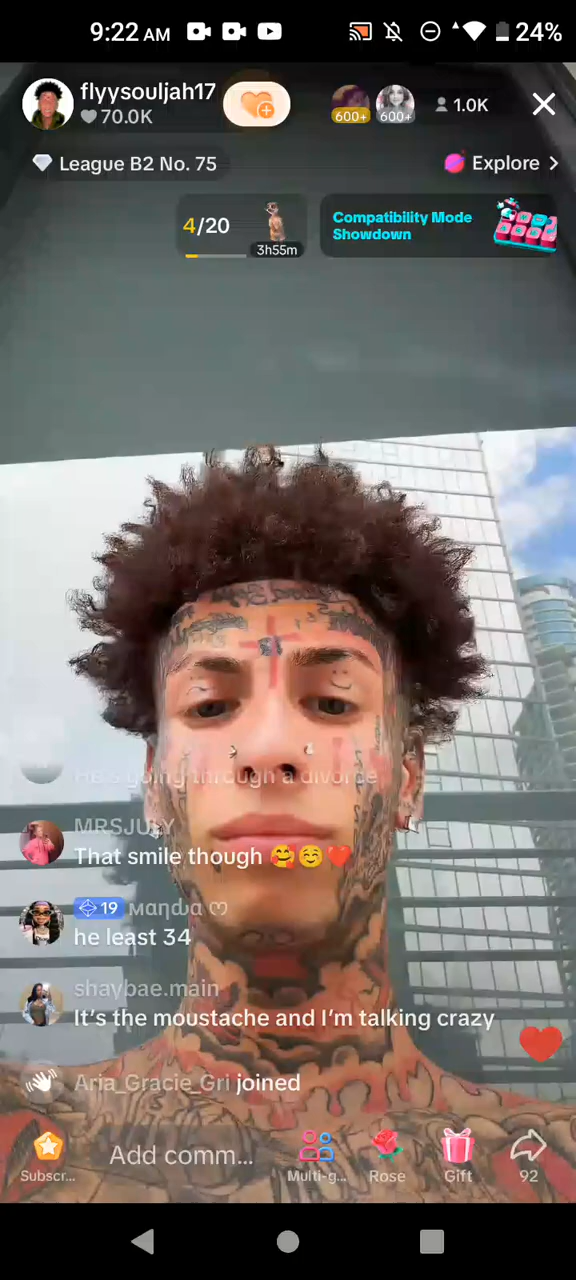 9:22 AM
24%
flyysouljah17
70.0K
600+
600+
1.0K
League B2 No. 75
Explore >
4/20
3h55m
Compatibility Mode
Showdown
He's going through a divorce
MRSJULY
That smile though 🥰☺️❤️
19 ʍαηԃα ღ
he least 34
shaybae.main
It's the moustache and I'm talking crazy
Aria_Gracie_Gri joined
Add comm...
Subscr...
Multi-g...
Rose
Gift
92